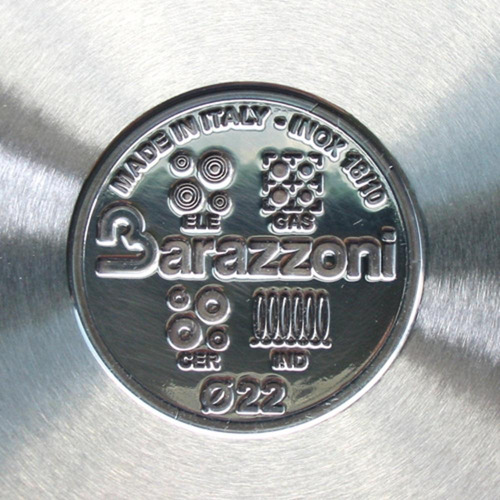 MADE IN ITALY • INOX 18/10
ELE GAS
Barazzoni
CER IND
Ø22